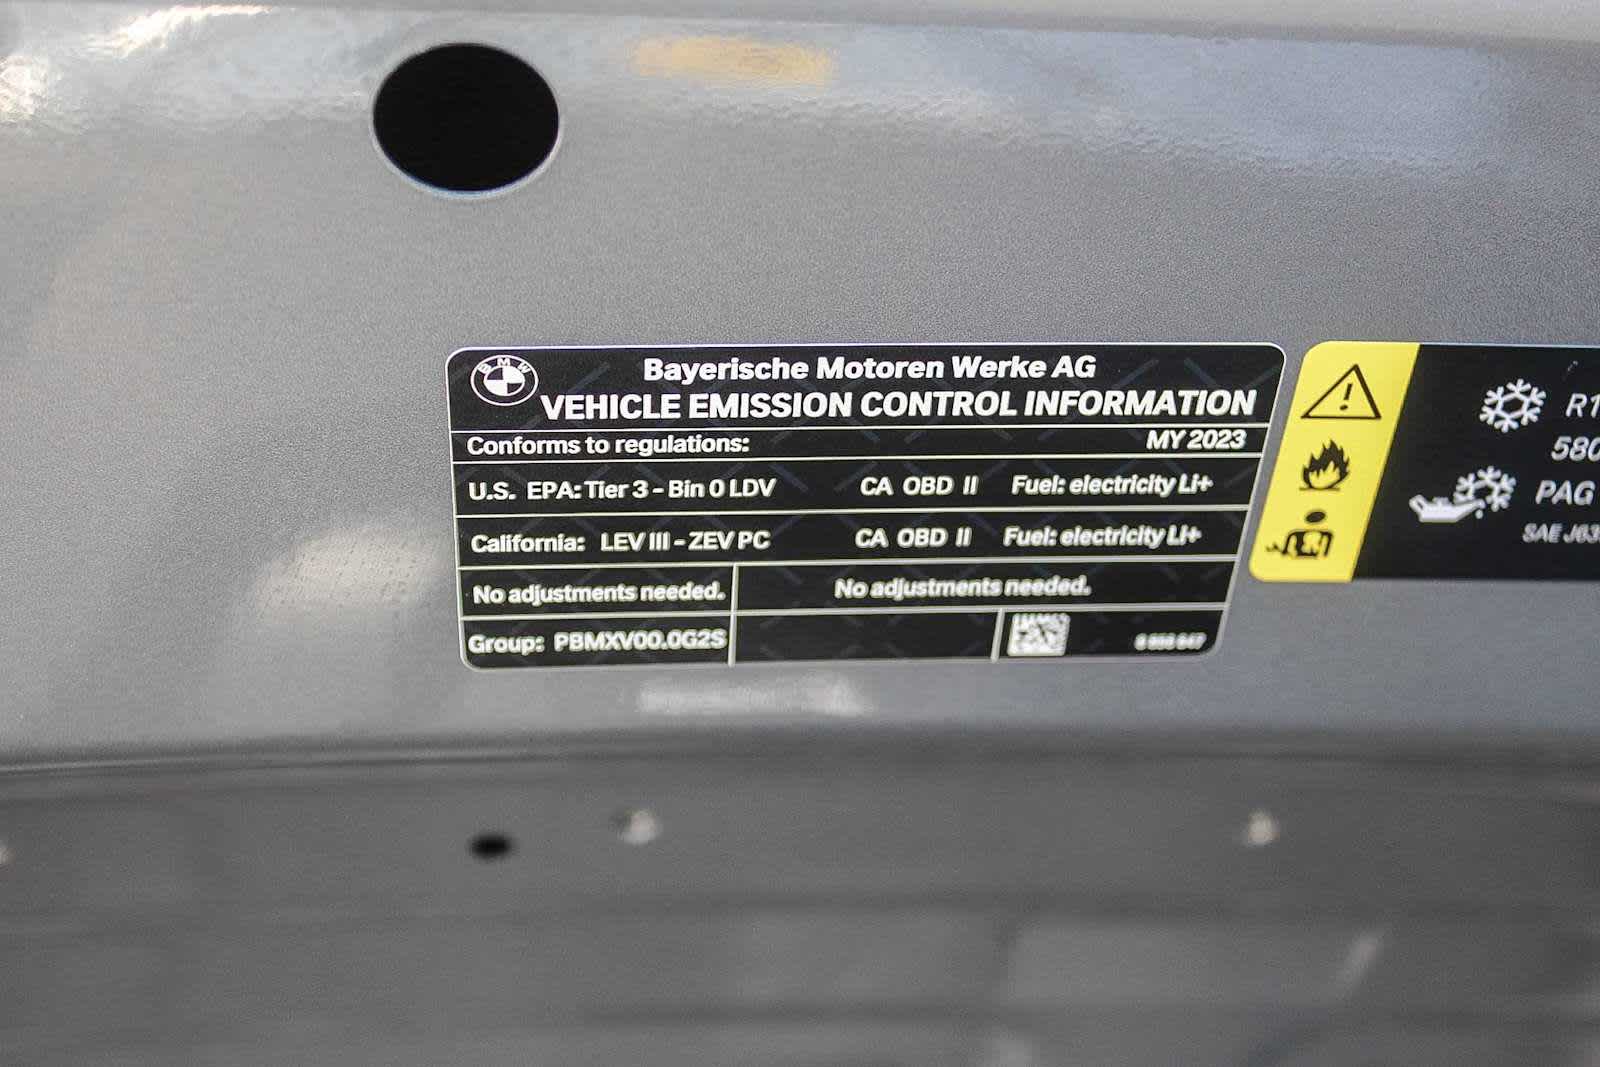 BMW
Bayerische Motoren Werke AG
VEHICLE EMISSION CONTROL INFORMATION
Conforms to regulations: MY 2023
U.S. EPA: Tier 3 - Bin 0 LDV CA OBD II Fuel: electricity Li+
California: LEV III - ZEV PC CA OBD II Fuel: electricity Li+
No adjustments needed. No adjustments needed.
Group: PBMXV00.0G2S
R1
580
PAG
SAE J63